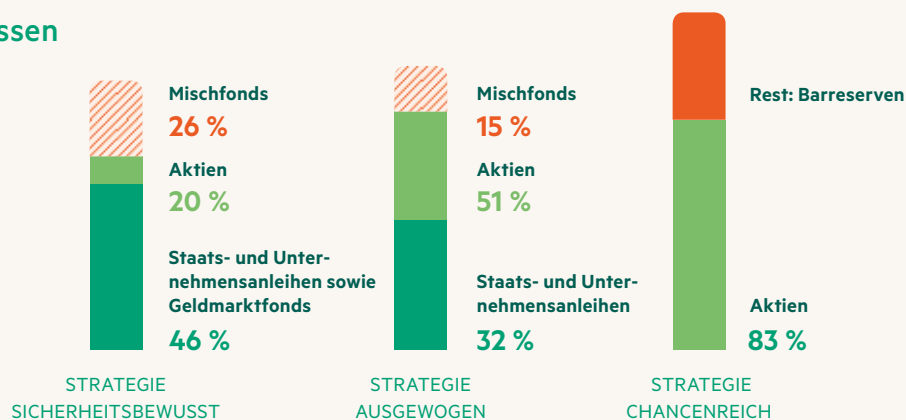 ssen
Mischfonds
26 %
Aktien
20 %
Staats- und Unter-
nehmensanleihen sowie
Geldmarktfonds
46 %
STRATEGIE
SICHERHEITSBEWUSST
Mischfonds
15 %
Aktien
51 %
Staats- und Unter-
nehmensanleihen
32 %
STRATEGIE
AUSGEWOGEN
Rest: Barreserven
Aktien
83 %
STRATEGIE
CHANCENREICH